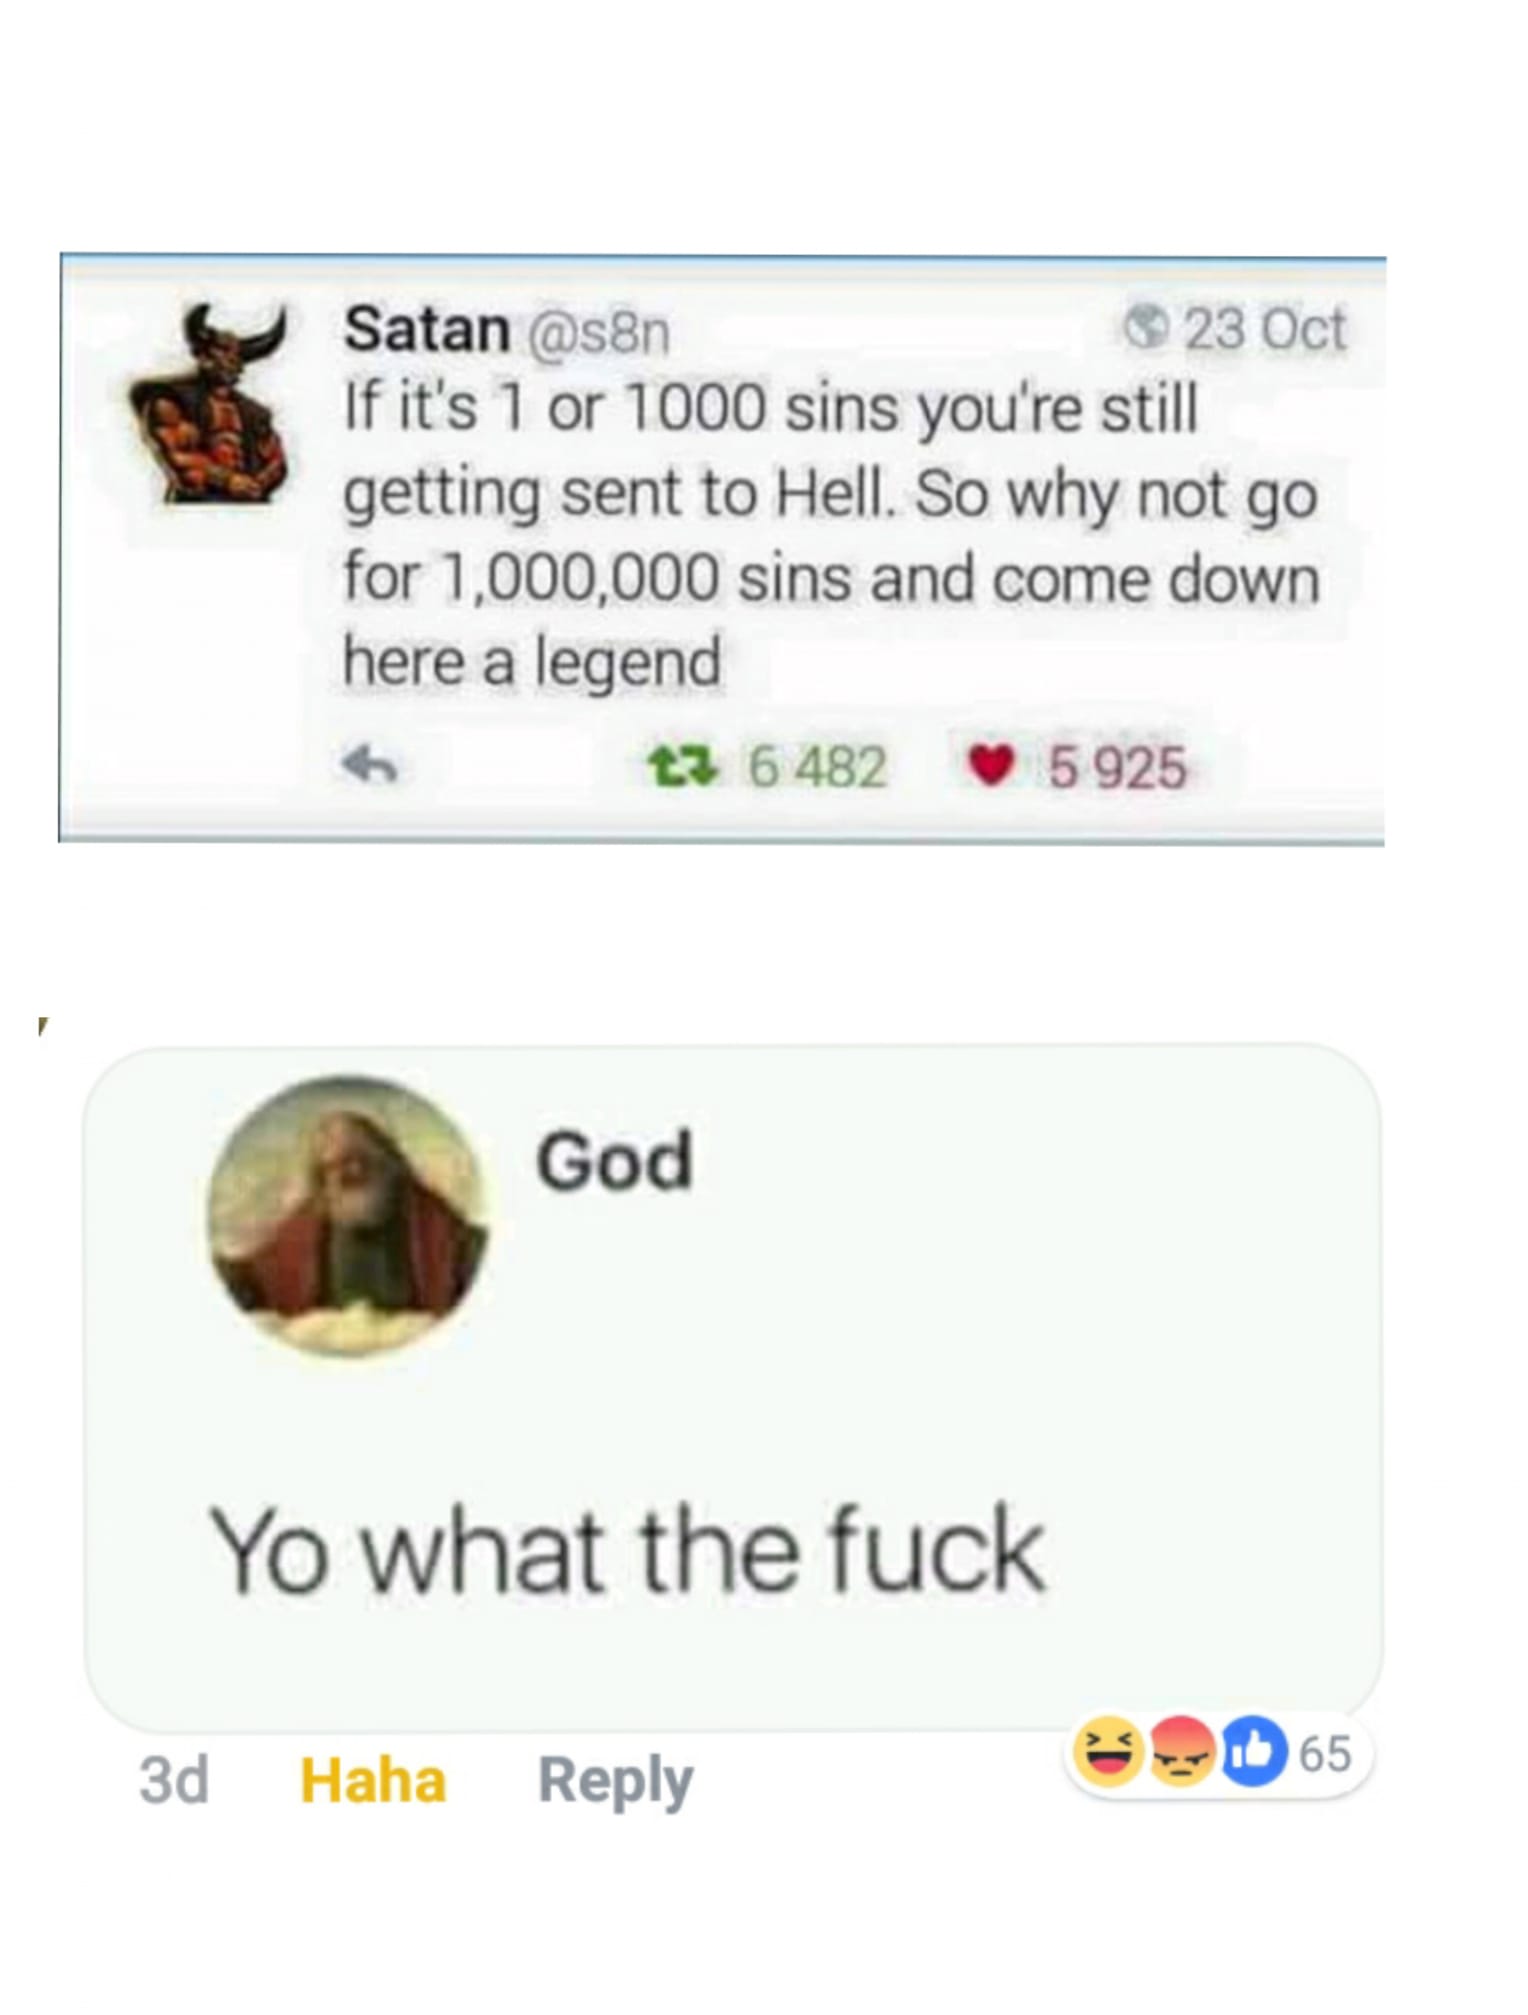 Satan @s8n 23 Oct
If it's 1 or 1000 sins you're still
getting sent to Hell. So why not go
for 1,000,000 sins and come down
here a legend
6 482 5 925
God
Yo what the fuck
3d Haha Reply 65